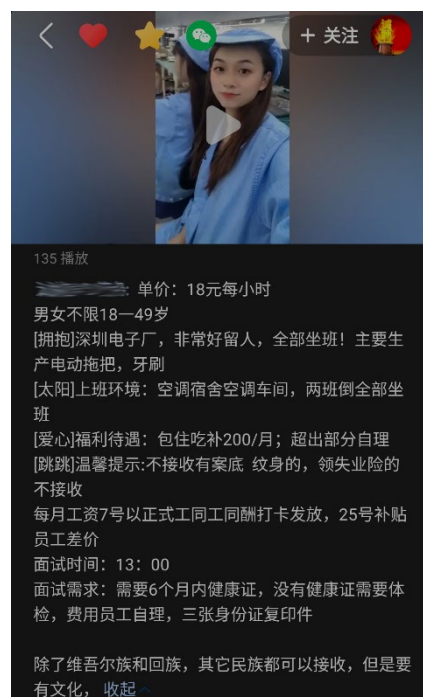 + 关注
135 播放
单价：18元每小时
男女不限18—49岁
[拥抱]深圳电子厂，非常好留人，全部坐班！主要生
产电动拖把，牙刷
[太阳]上班环境：空调宿舍空调车间，两班倒全部坐
班
[爱心]福利待遇：包住吃补200/月；超出部分自理
[跳跳]温馨提示:不接收有案底 纹身的，领失业险的
不接收
每月工资7号以正式工同工同酬打卡发放，25号补贴
员工差价
面试时间：13：00
面试需求：需要6个月内健康证，没有健康证需要体
检，费用员工自理，三张身份证复印件
除了维吾尔族和回族，其它民族都可以接收，但是要
有文化， 收起